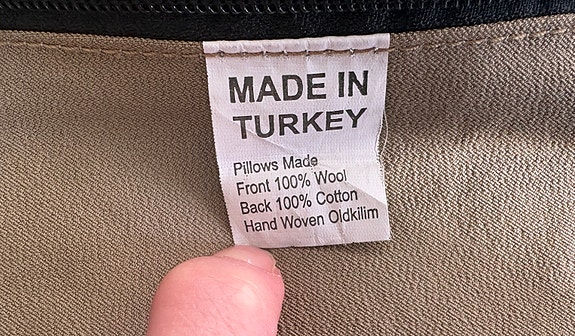 MADE IN
TURKEY
Pillows Made
Front 100% Wool
Back 100% Cotton
Hand Woven Oldkilim